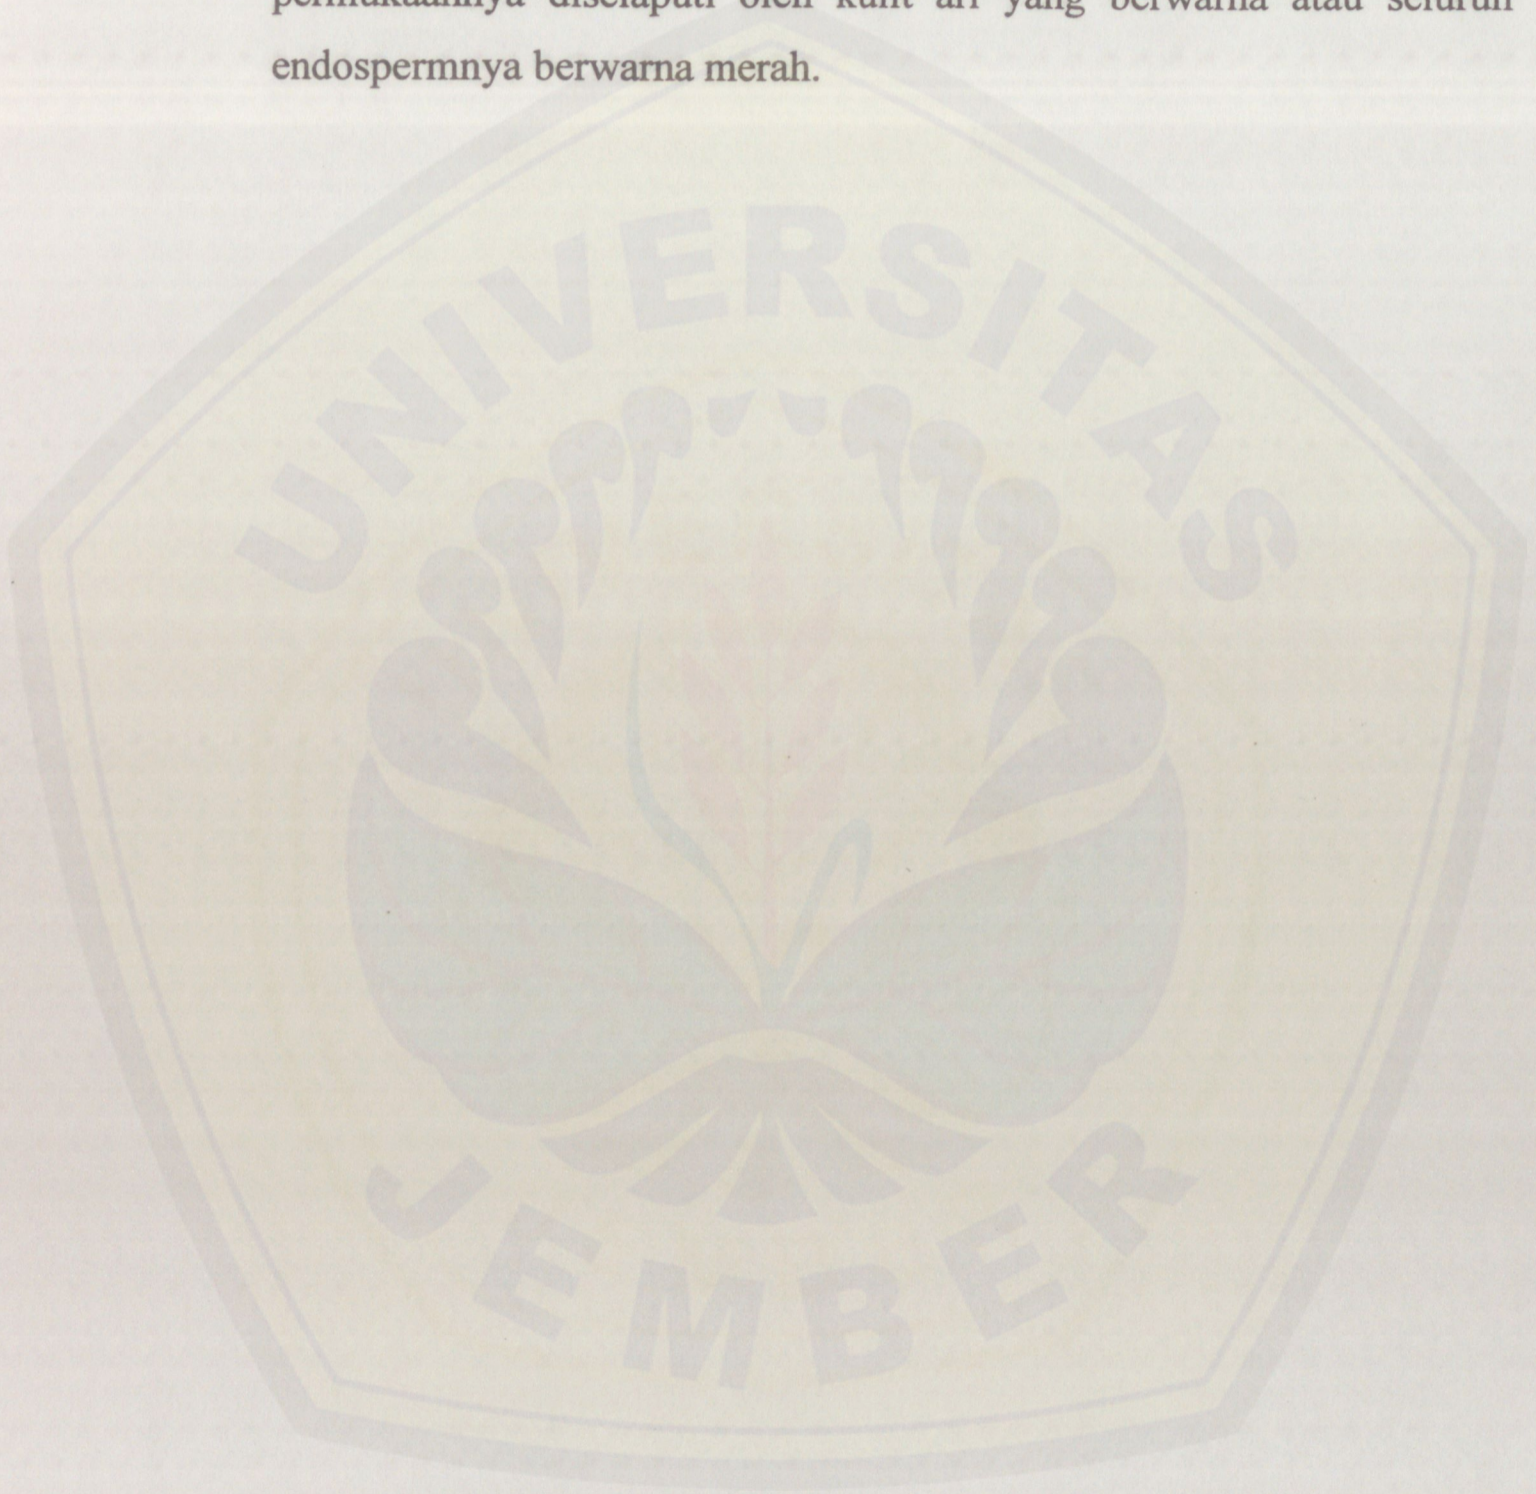 permukaannya diselaputi oleh kulit ari yang berwarna atau seluruh
endospermnya berwarna merah.
UNIVERSITAS
JEMBER